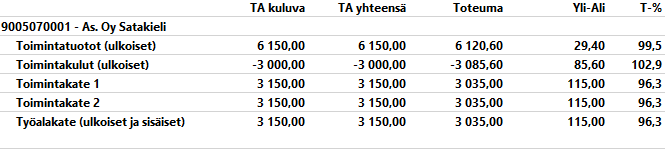 TA kuluva TA yhteensä Toteuma Yli-Ali T-%
9005070001 - As. Oy Satakieli
Toimintatuotot (ulkoiset) 6 150,00 6 150,00 6 120,60 29,40 99,5
Toimintakulut (ulkoiset) -3 000,00 -3 000,00 -3 085,60 85,60 102,9
Toimintakate 1 3 150,00 3 150,00 3 035,00 115,00 96,3
Toimintakate 2 3 150,00 3 150,00 3 035,00 115,00 96,3
Työalakate (ulkoiset ja sisäiset) 3 150,00 3 150,00 3 035,00 115,00 96,3